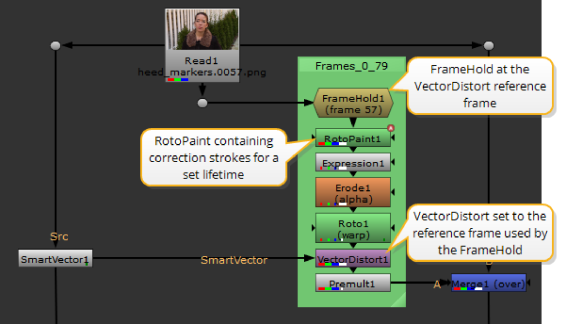 Read1
heed_markers.0057.png
Frames_0_79
FrameHold at the
VectorDistort reference
frame
FrameHold1
(frame 57)
RotoPaint containing
correction strokes for a
set lifetime
RotoPaint1
Expression1
Erode1
(alpha)
Roto1
(warp)
VectorDistort set to the
reference frame used by
the FrameHold
Src
SmartVector1
SmartVector
VectorDistort1
Premult1
A
Merge1 (over)